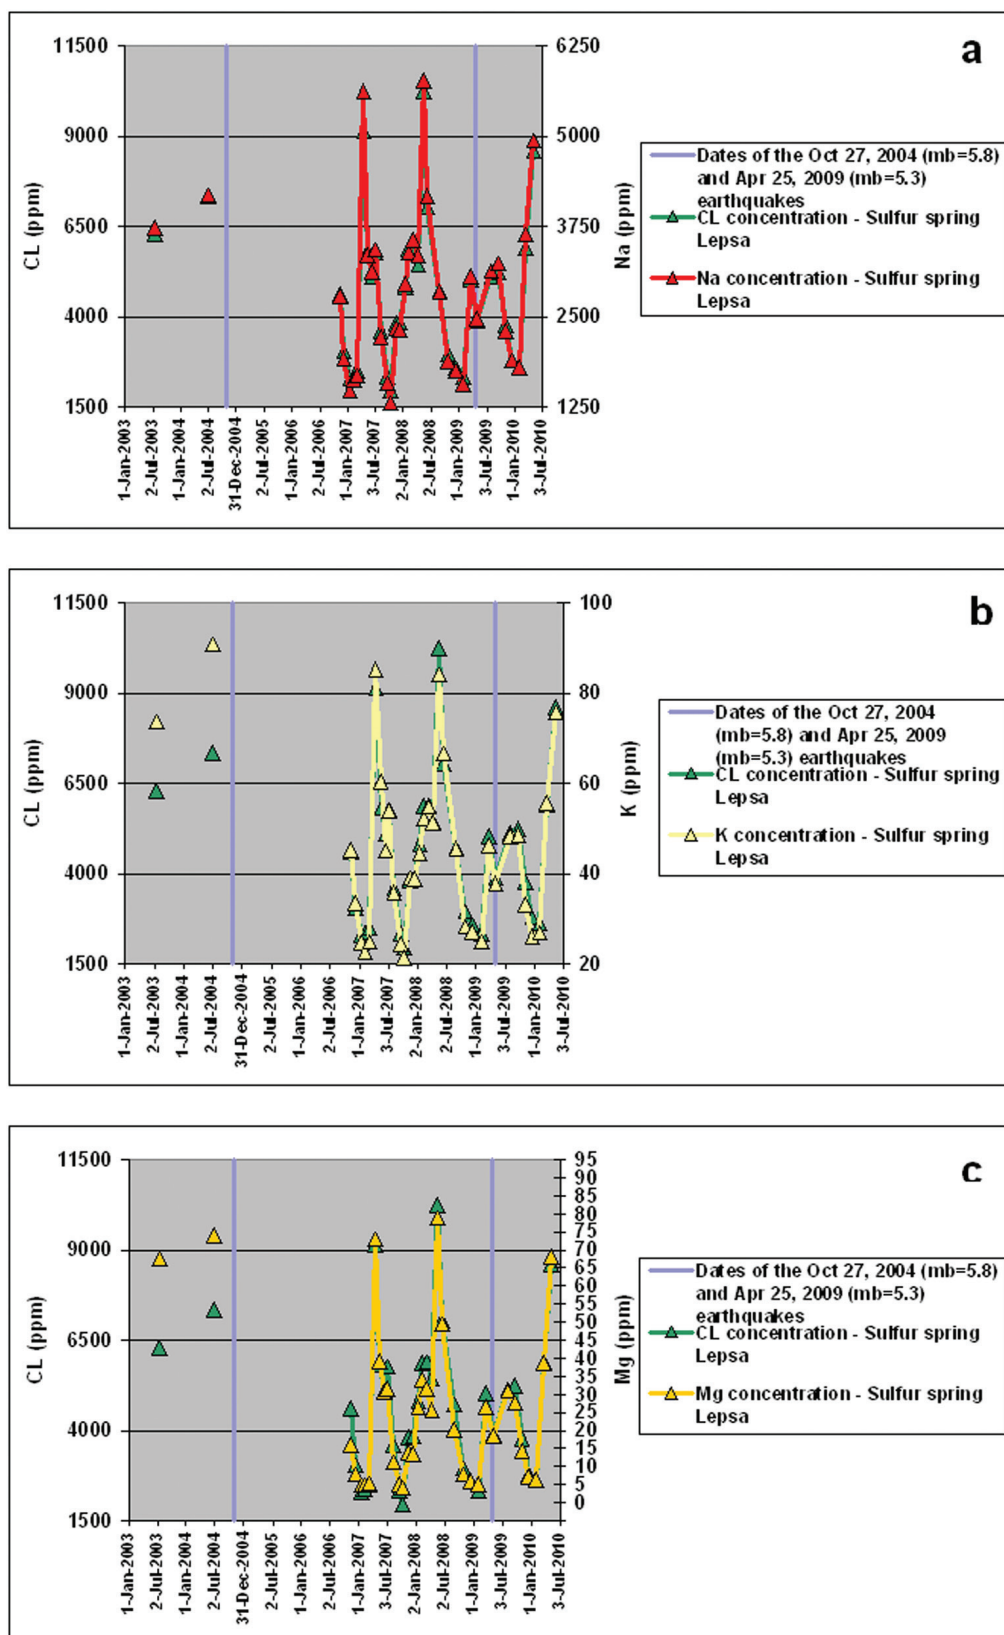 a
11500
9000
6500
4000
1500
CL (ppm)
6250
5000
3750
2500
1250
Na (ppm)
1-Jan-2003
2-Jul-2003
1-Jan-2004
2-Jul-2004
31-Dec-2004
2-Jul-2005
1-Jan-2006
2-Jul-2006
1-Jan-2007
3-Jul-2007
1-Jan-2008
2-Jul-2008
1-Jan-2009
3-Jul-2009
1-Jan-2010
3-Jul-2010
Dates of the Oct 27, 2004 (mb=5.8)
and Apr 25, 2009 (mb=5.3)
earthquakes
CL concentration - Sulfur spring
Lepsa
Na concentration - Sulfur spring
Lepsa
b
11500
9000
6500
4000
1500
CL (ppm)
100
80
60
40
20
K (ppm)
1-Jan-2003
2-Jul-2003
1-Jan-2004
2-Jul-2004
31-Dec-2004
2-Jul-2005
1-Jan-2006
2-Jul-2006
1-Jan-2007
3-Jul-2007
1-Jan-2008
2-Jul-2008
1-Jan-2009
3-Jul-2009
1-Jan-2010
3-Jul-2010
Dates of the Oct 27, 2004
(mb=5.8) and Apr 25, 2009
(mb=5.3) earthquakes
CL concentration - Sulfur spring
Lepsa
K concentration - Sulfur spring
Lepsa
c
11500
9000
6500
4000
1500
CL (ppm)
95
90
85
80
75
70
65
60
55
50
45
40
35
30
25
20
15
10
5
0
Mg (ppm)
1-Jan-2003
2-Jul-2003
1-Jan-2004
2-Jul-2004
31-Dec-2004
2-Jul-2005
1-Jan-2006
2-Jul-2006
1-Jan-2007
3-Jul-2007
1-Jan-2008
2-Jul-2008
1-Jan-2009
3-Jul-2009
1-Jan-2010
3-Jul-2010
Dates of the Oct 27, 2004 (mb=5.8)
and Apr 25, 2009 (mb=5.3)
earthquakes
CL concentration - Sulfur spring
Lepsa
Mg concentration - Sulfur spring
Lepsa